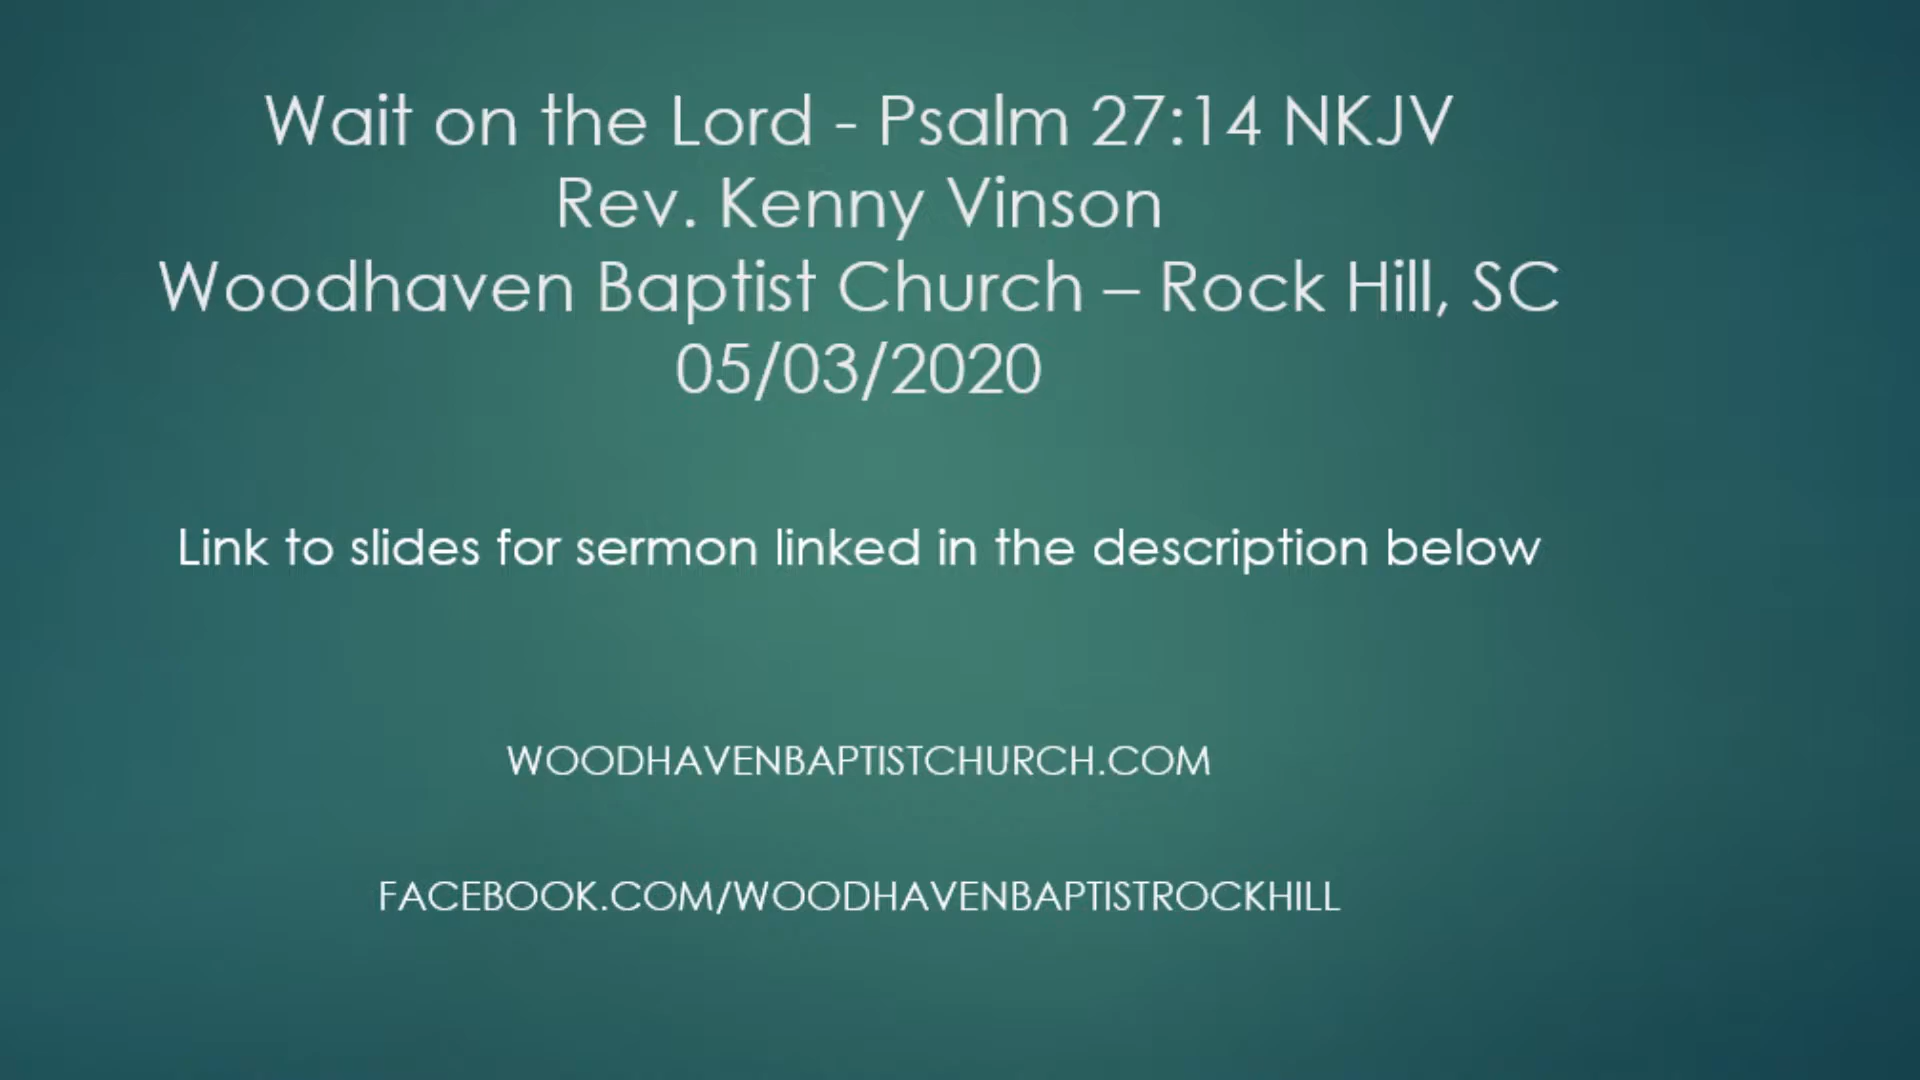 Wait on the Lord - Psalm 27:14 NKJV
Rev. Kenny Vinson
Woodhaven Baptist Church – Rock Hill, SC
05/03/2020
Link to slides for sermon linked in the description below
WOODHAVENBAPTISTCHURCH.COM
FACEBOOK.COM/WOODHAVENBAPTISTROCKHILL